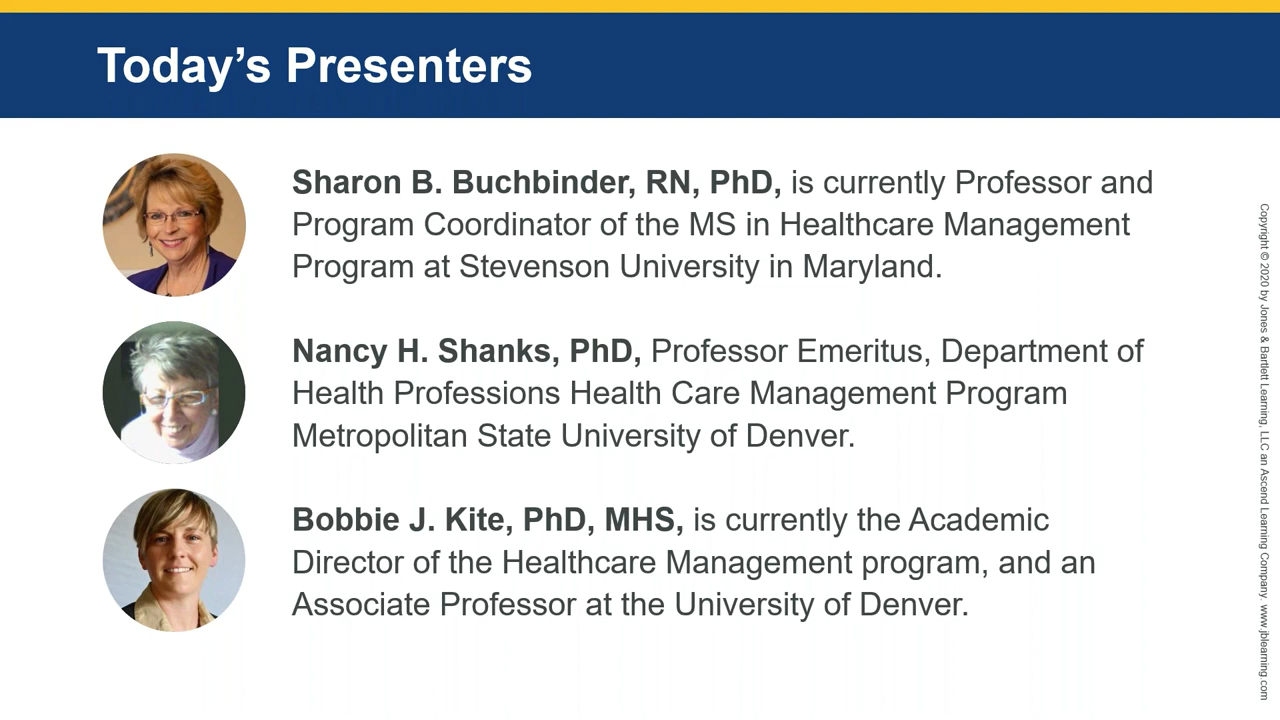 Today’s Presenters
Sharon B. Buchbinder, RN, PhD, is currently Professor and
Program Coordinator of the MS in Healthcare Management
Program at Stevenson University in Maryland.
Nancy H. Shanks, PhD, Professor Emeritus, Department of
Health Professions Health Care Management Program
Metropolitan State University of Denver.
Bobbie J. Kite, PhD, MHS, is currently the Academic
Director of the Healthcare Management program, and an
Associate Professor at the University of Denver.
Copyright © 2020 by Jones & Bartlett Learning, LLC an Ascend Learning Company. www.jblearning.com